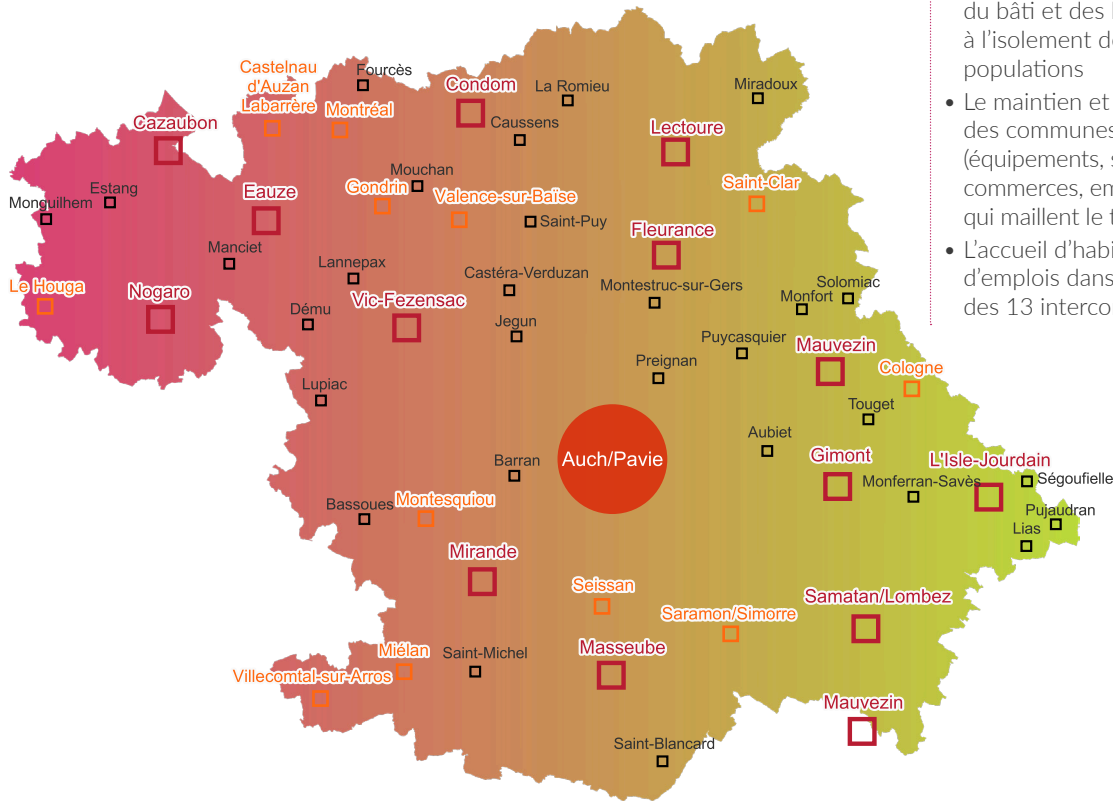 du bâti et des
à l'isolement de
populations
• Le maintien et
des communes
(équipements, s
commerces, em
qui maillent le t
• L'accueil d'habi
d'emplois dans
des 13 interco
Castelnau
d'Auzan
Labarrère
Fourcès
Montréal
Condom
La Romieu
Miradoux
Cazaubon
Caussens
Lectoure
Estang
Monguilhem
Eauze
Mouchan
Gondrin
Valence-sur-Baïse
Saint-Puy
Saint-Clar
Fleurance
Manciet
Lannepax
Castéra-Verduzan
Montestruc-sur-Gers
Solomiac
Monfort
Le Houga
Nogaro
Dému
Vic-Fezensac
Jegun
Puycasquier
Mauvezin
Preignan
Cologne
Lupiac
Touget
Aubiet
Auch/Pavie
Barran
Gimont
L'Isle-Jourdain
Monferran-Savès
Ségoufielle
Bassoues
Montesquiou
Pujaudran
Lias
Mirande
Seissan
Samatan/Lombez
Saramon/Simorre
Miélan
Saint-Michel
Masseube
Villecomtal-sur-Arros
Mauvezin
Saint-Blancard